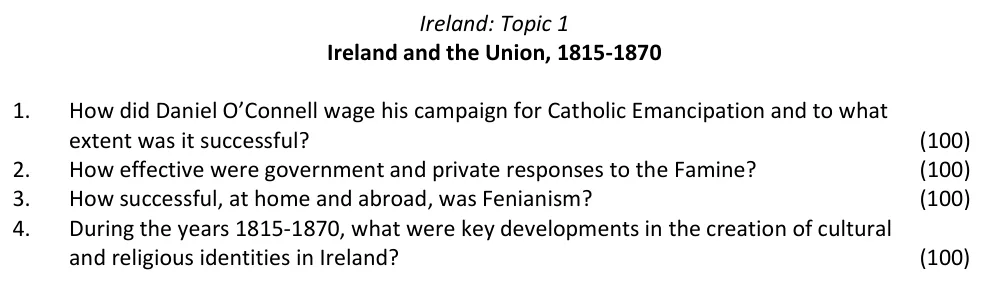 Ireland: Topic 1
Ireland and the Union, 1815-1870
1. How did Daniel O’Connell wage his campaign for Catholic Emancipation and to what
extent was it successful? (100)
2. How effective were government and private responses to the Famine? (100)
3. How successful, at home and abroad, was Fenianism? (100)
4. During the years 1815-1870, what were key developments in the creation of cultural
and religious identities in Ireland? (100)